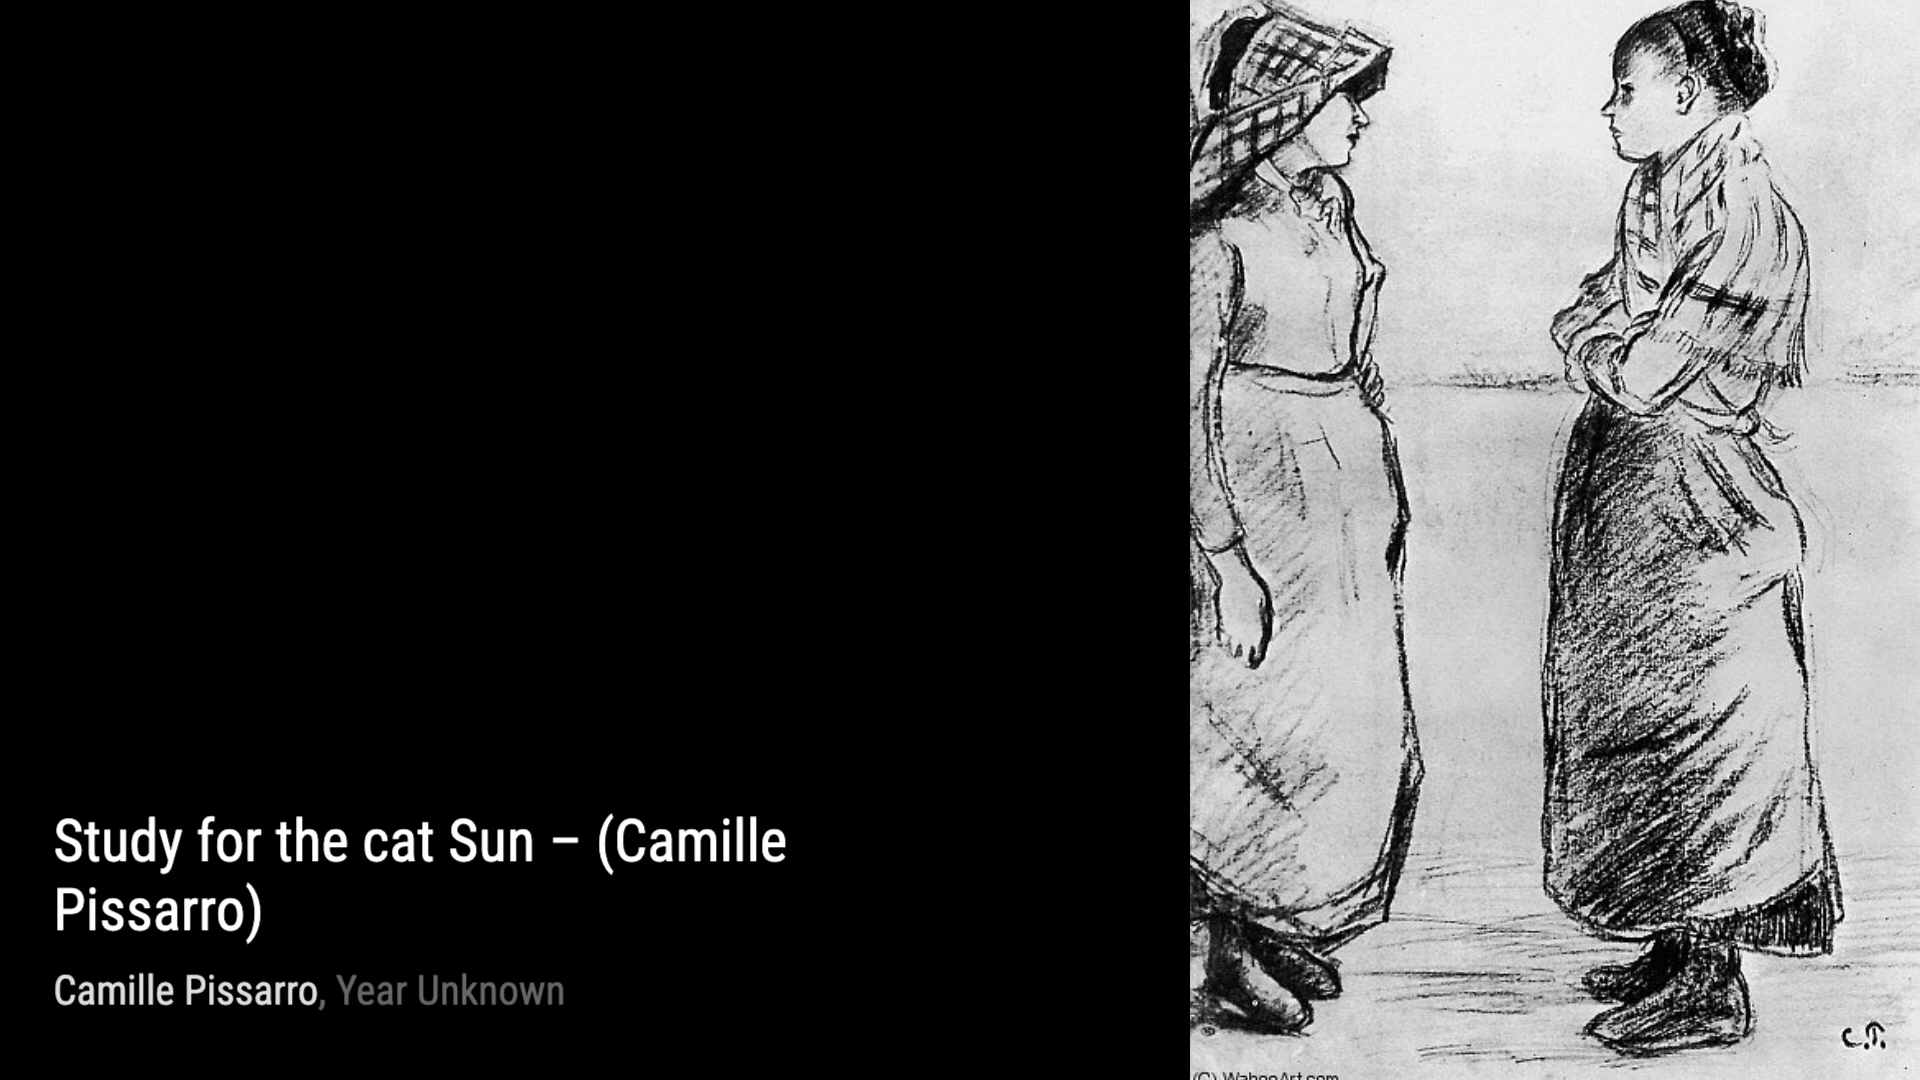 Study for the cat Sun – (Camille
Pissarro)
Camille Pissarro, Year Unknown
C.P.
(C) WahooArt.com